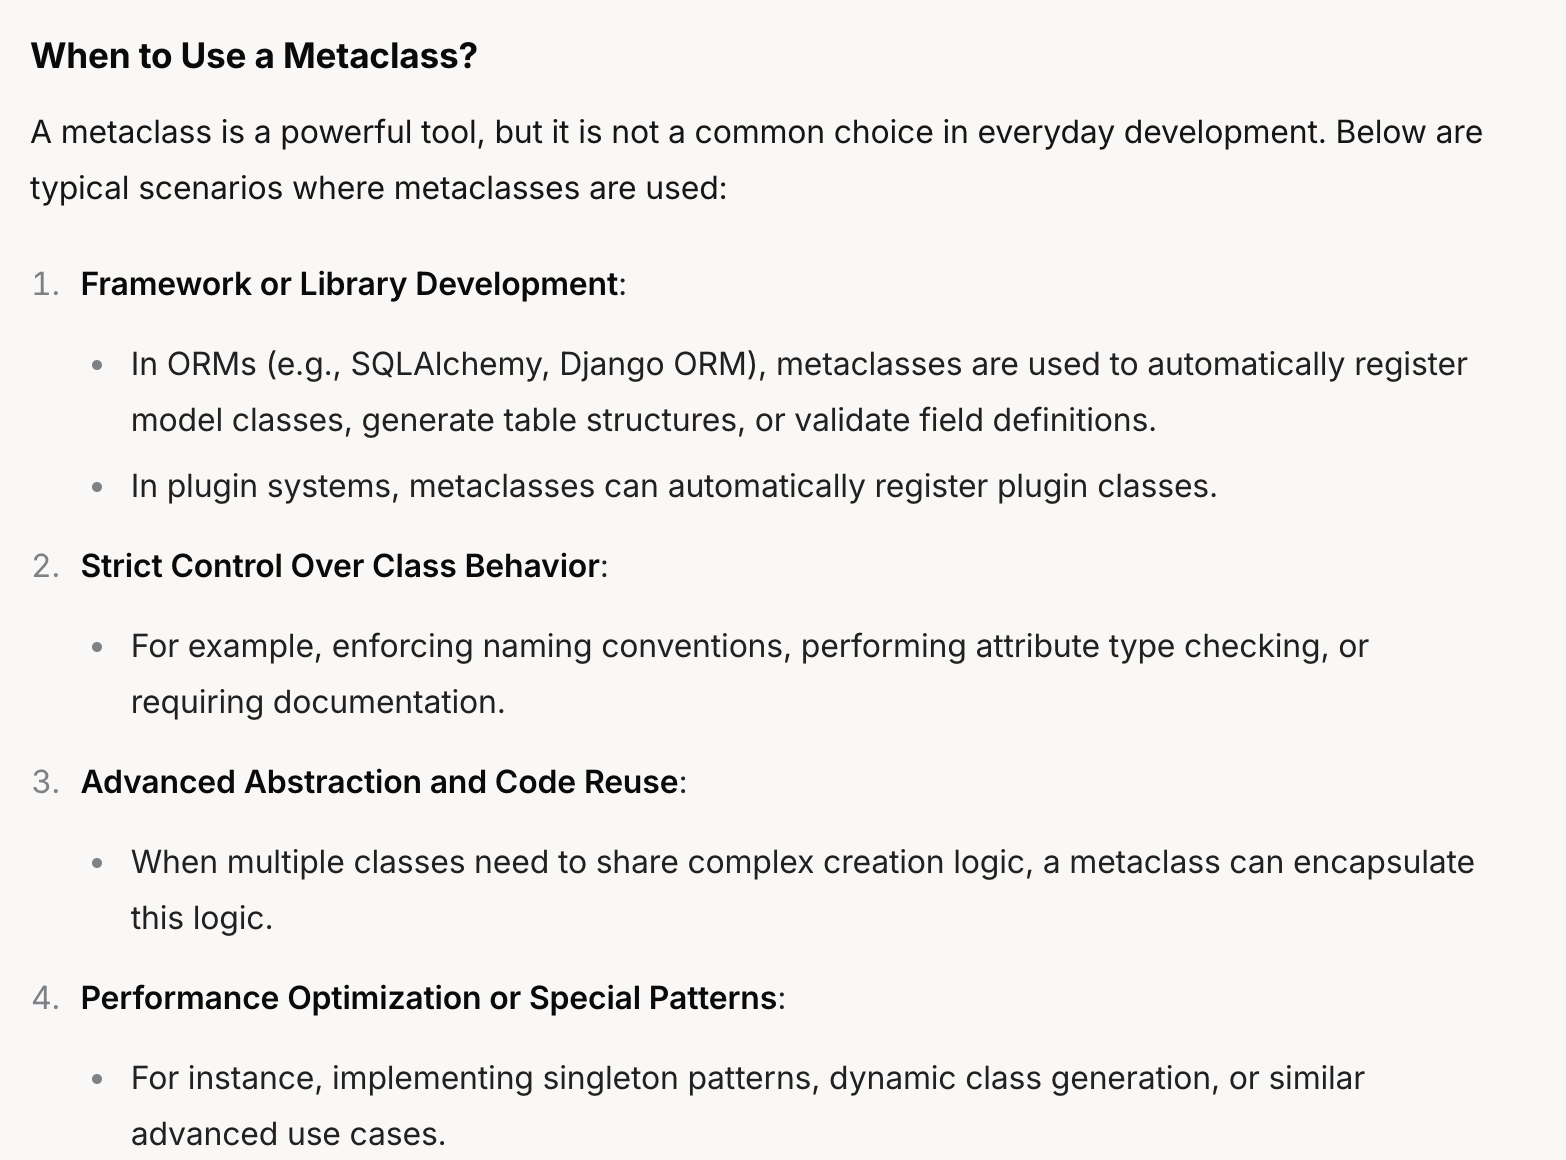 When to Use a Metaclass?
A metaclass is a powerful tool, but it is not a common choice in everyday development. Below are
typical scenarios where metaclasses are used:
1. Framework or Library Development:
• In ORMs (e.g., SQLAlchemy, Django ORM), metaclasses are used to automatically register
model classes, generate table structures, or validate field definitions.
• In plugin systems, metaclasses can automatically register plugin classes.
2. Strict Control Over Class Behavior:
• For example, enforcing naming conventions, performing attribute type checking, or
requiring documentation.
3. Advanced Abstraction and Code Reuse:
• When multiple classes need to share complex creation logic, a metaclass can encapsulate
this logic.
4. Performance Optimization or Special Patterns:
• For instance, implementing singleton patterns, dynamic class generation, or similar
advanced use cases.